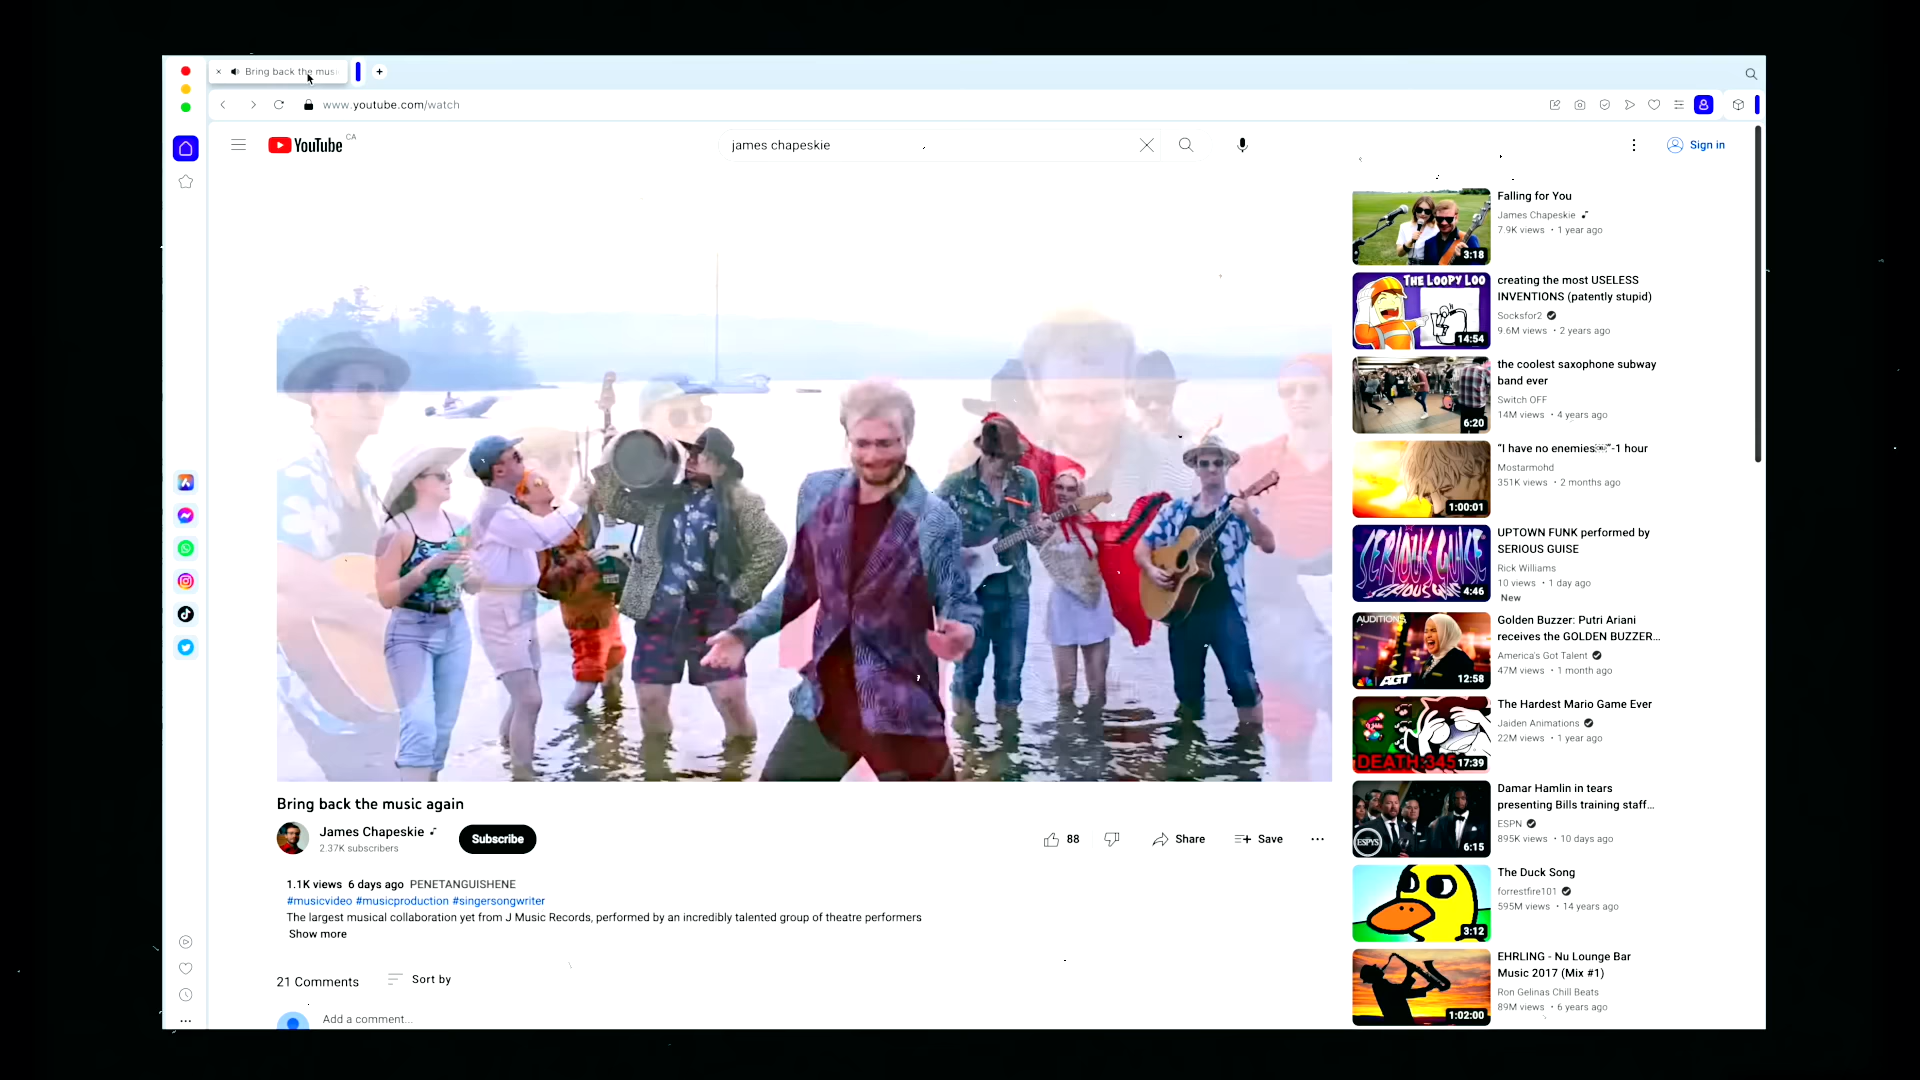 Bring back the mus
www.youtube.com/watch
YouTube CA
james chapeskie
Sign in
Falling for You
James Chapeskie
7.9K views • 1 year ago
3:18
THE LOOPY LOO
creating the most USELESS
INVENTIONS (patently stupid)
Socksfor2
9.6M views • 2 years ago
14:54
the coolest saxophone subway
band ever
Switch OFF
14M views • 4 years ago
6:20
"I have no enemies"-1 hour
Mostarmohd
351K views • 2 months ago
1:00:01
SERIOUS GUISE
SERIOUS GUISE
UPTOWN FUNK performed by
SERIOUS GUISE
Rick Williams
10 views • 1 day ago
New
4:46
AUDITIONS
AGT
Golden Buzzer: Putri Ariani
receives the GOLDEN BUZZER...
America's Got Talent
47M views • 1 month ago
12:58
The Hardest Mario Game Ever
Jaiden Animations
22M views • 1 year ago
DEATH:345
17:39
Damar Hamlin in tears
presenting Bills training staff...
ESPN
895K views • 10 days ago
ESPYS
6:15
The Duck Song
forrestfire101
595M views • 14 years ago
3:12
EHRLING - Nu Lounge Bar
Music 2017 (Mix #1)
Ron Gelinas Chill Beats
89M views • 6 years ago
1:02:00
Bring back the music again
James Chapeskie
2.37K subscribers
Subscribe
88
Share
Save
1.1K views 6 days ago PENETANGUISHENE
#musicvideo #musicproduction #singersongwriter
The largest musical collaboration yet from J Music Records, performed by an incredibly talented group of theatre performers
Show more
21 Comments
Sort by
Add a comment...